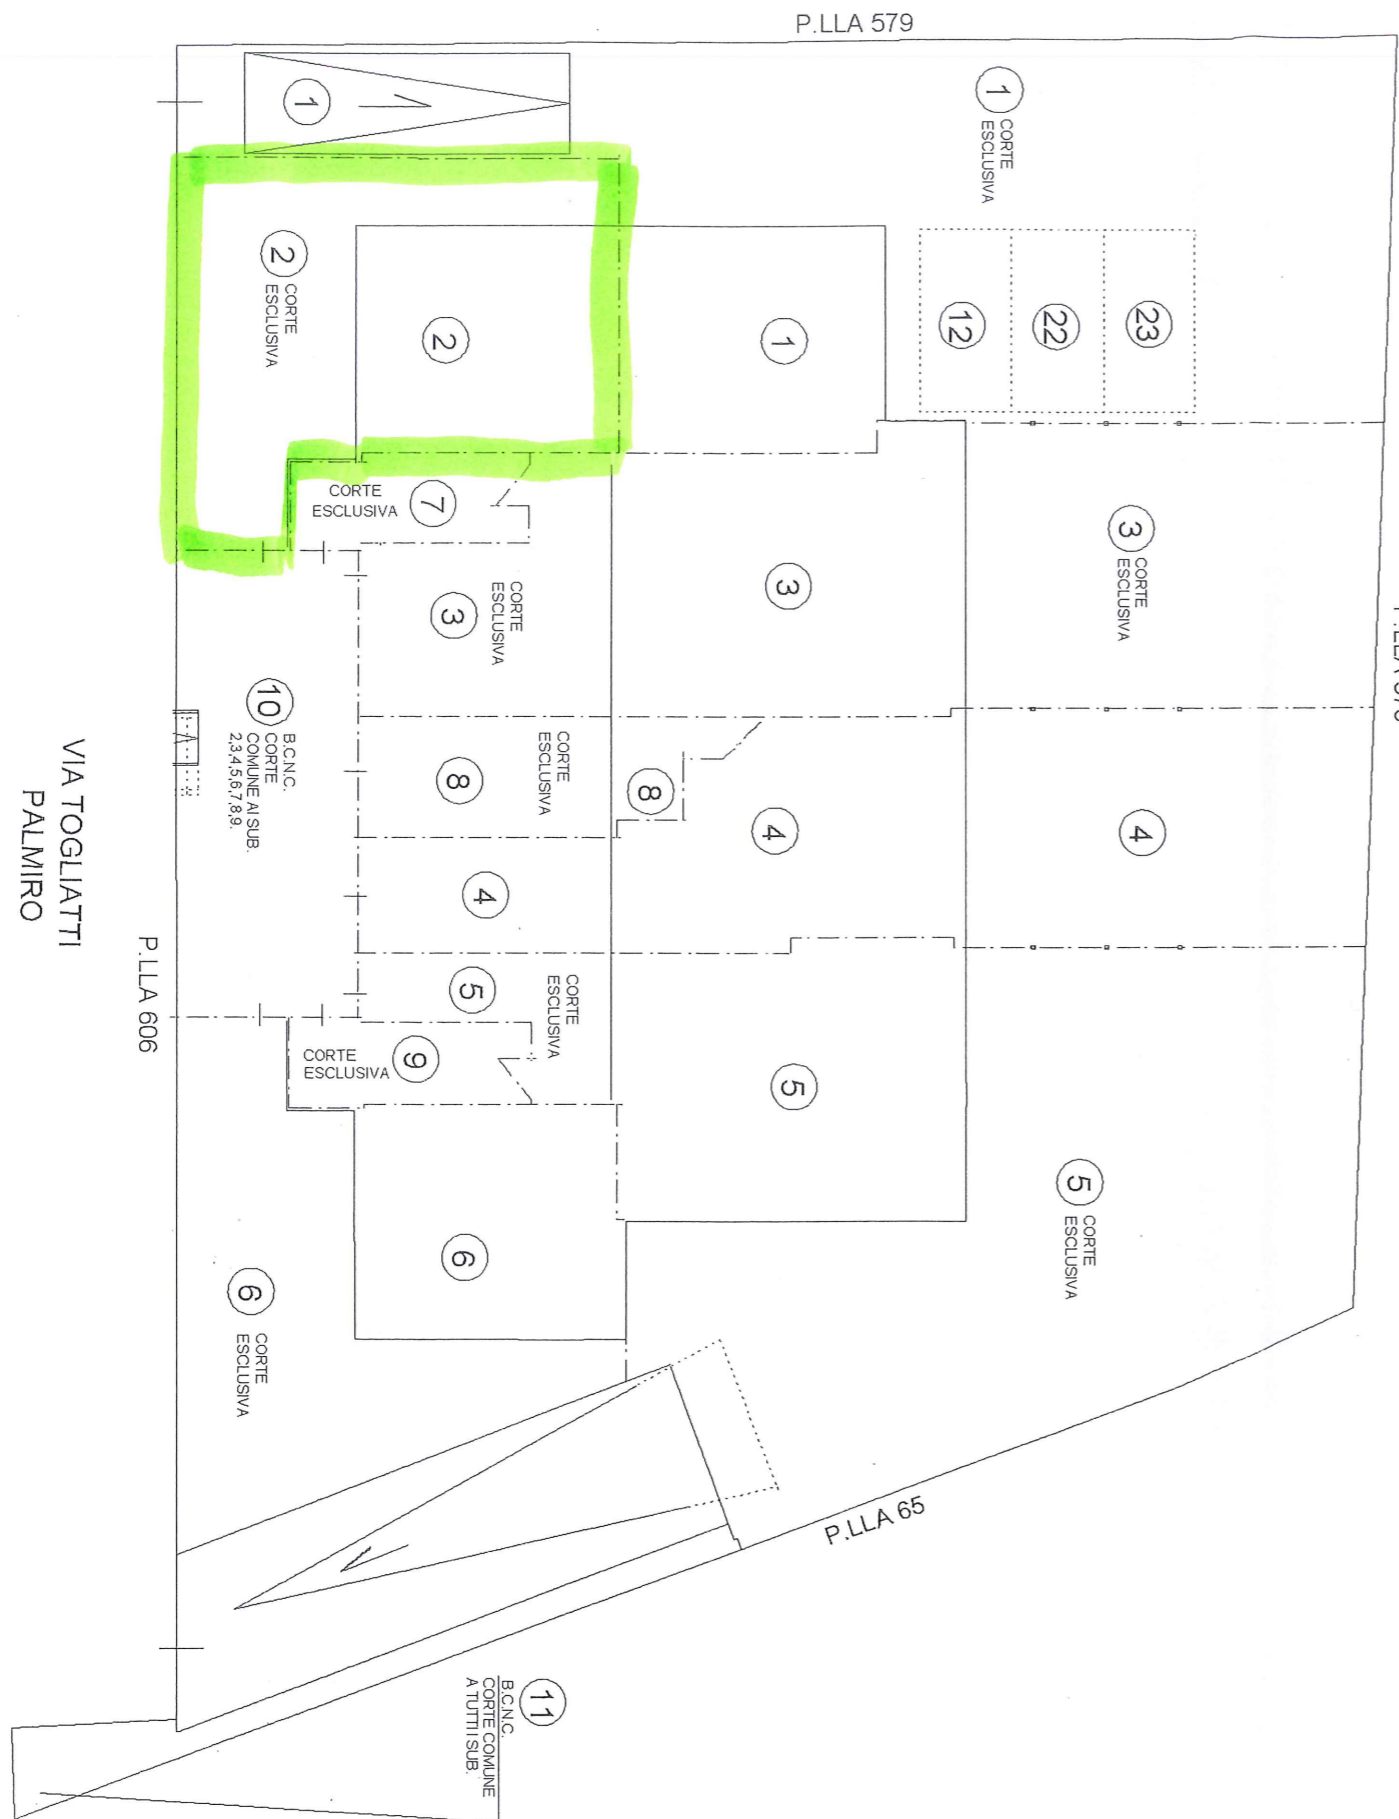 P.LLA 579
1
1
CORTE
ESCLUSIVA
2
CORTE
ESCLUSIVA
2
1
12
22
23
CORTE
ESCLUSIVA
7
3
CORTE
ESCLUSIVA
3
3
CORTE
ESCLUSIVA
10
B.C.N.C.
CORTE
COMUNE AI SUB.
2,3,4,5,6,7,8,9.
8
CORTE
ESCLUSIVA
8
4
4
4
5
CORTE
ESCLUSIVA
CORTE
ESCLUSIVA
9
5
5
CORTE
ESCLUSIVA
6
6
CORTE
ESCLUSIVA
VIA TOGLIATTI
PALMIRO
P.LLA 606
P.LLA 65
11
B.C.N.C.
CORTE COMUNE
A TUTTI I SUB.